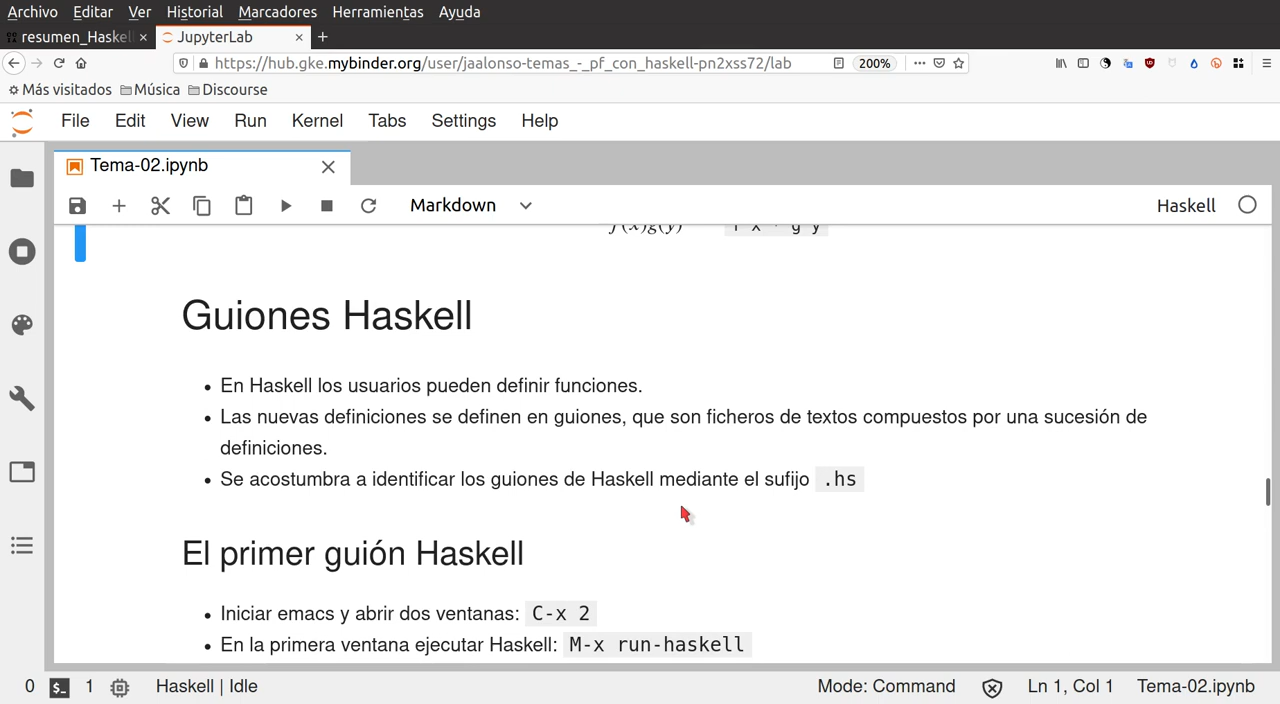 Archivo Editar Ver Historial Marcadores Herramientas Ayuda
resumen_Haskel × JupyterLab × +
https://hub.gke.mybinder.org/user/jaalonso-temas_-_pf_con_haskell-pn2xss72/lab 200%
Más visitados Música Discourse
File Edit View Run Kernel Tabs Settings Help
Tema-02.ipynb
Markdown Haskell
f(x)g(y) f x * g y
Guiones Haskell
• En Haskell los usuarios pueden definir funciones.
• Las nuevas definiciones se definen en guiones, que son ficheros de textos compuestos por una sucesión de
definiciones.
• Se acostumbra a identificar los guiones de Haskell mediante el sufijo .hs
El primer guión Haskell
• Iniciar emacs y abrir dos ventanas: C-x 2
• En la primera ventana ejecutar Haskell: M-x run-haskell
0 $_ 1 Haskell | Idle Mode: Command Ln 1, Col 1 Tema-02.ipynb